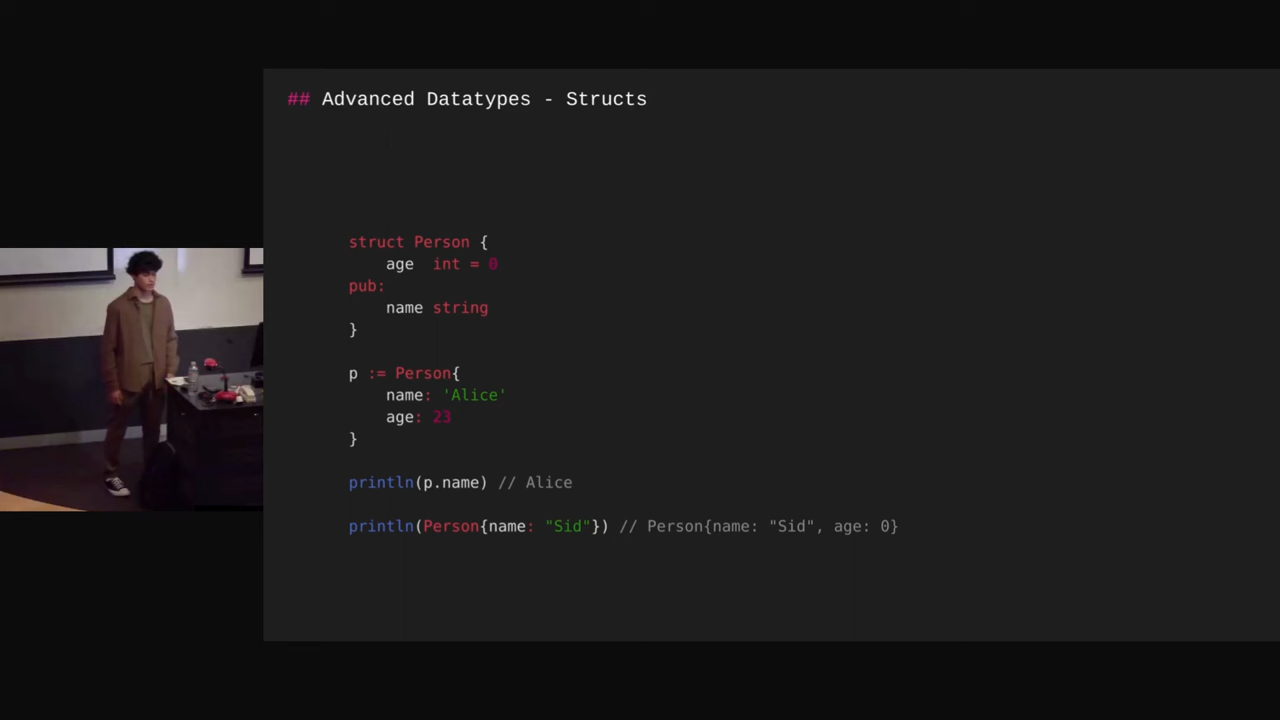 ## Advanced Datatypes - Structs
struct Person {
    age  int = 0
pub:
    name string
}
p := Person{
    name: 'Alice'
    age: 23
}
println(p.name) // Alice
println(Person{name: "Sid"}) // Person{name: "Sid", age: 0}